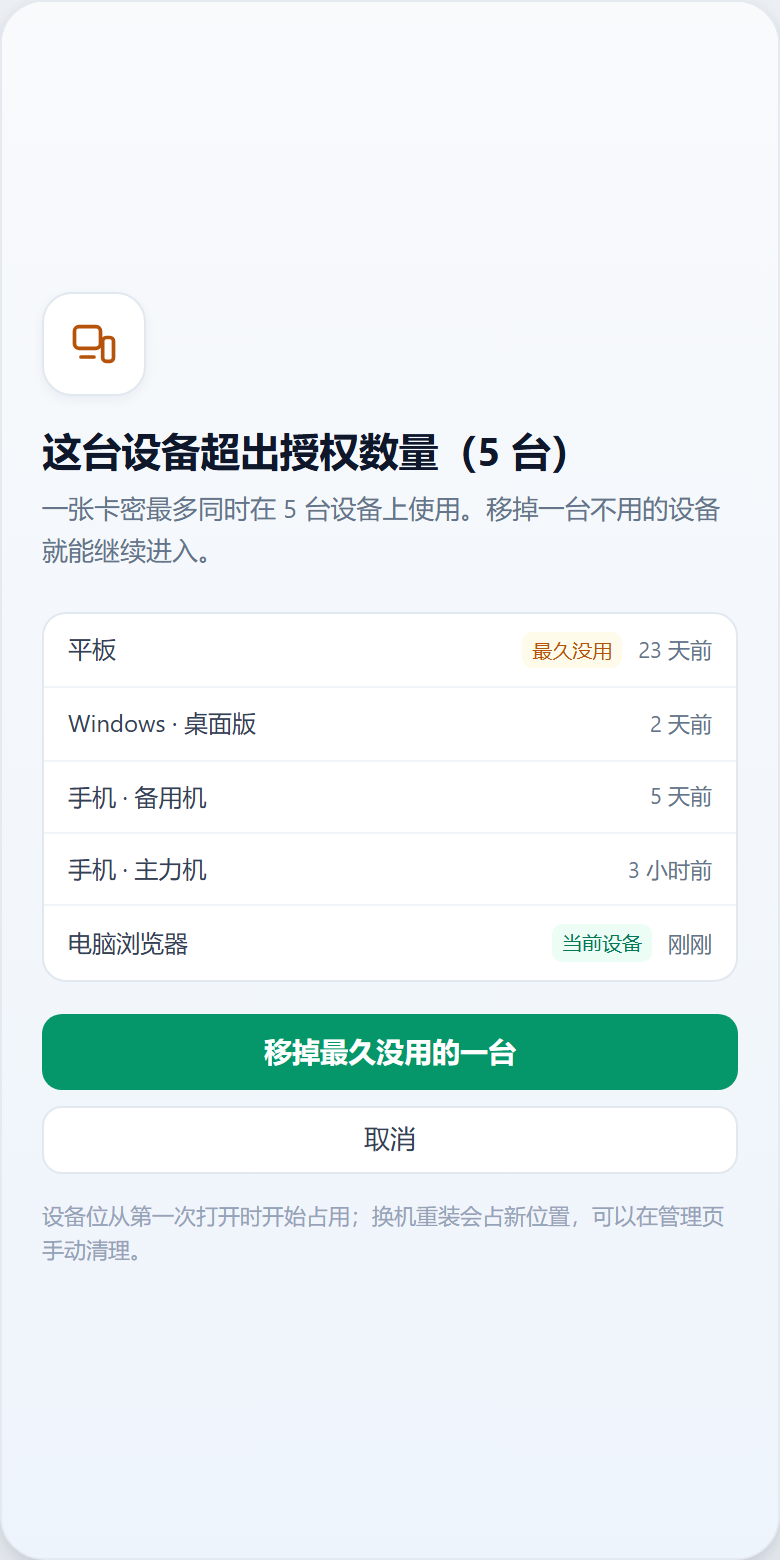 这台设备超出授权数量（5 台）
一张卡密最多同时在 5 台设备上使用。移掉一台不用的设备
就能继续进入。
平板 最久没用 23 天前
Windows · 桌面版 2 天前
手机 · 备用机 5 天前
手机 · 主力机 3 小时前
电脑浏览器 当前设备 刚刚
移掉最久没用的一台
取消
设备位从第一次打开时开始占用；换机重装会占新位置，可以在管理页
手动清理。